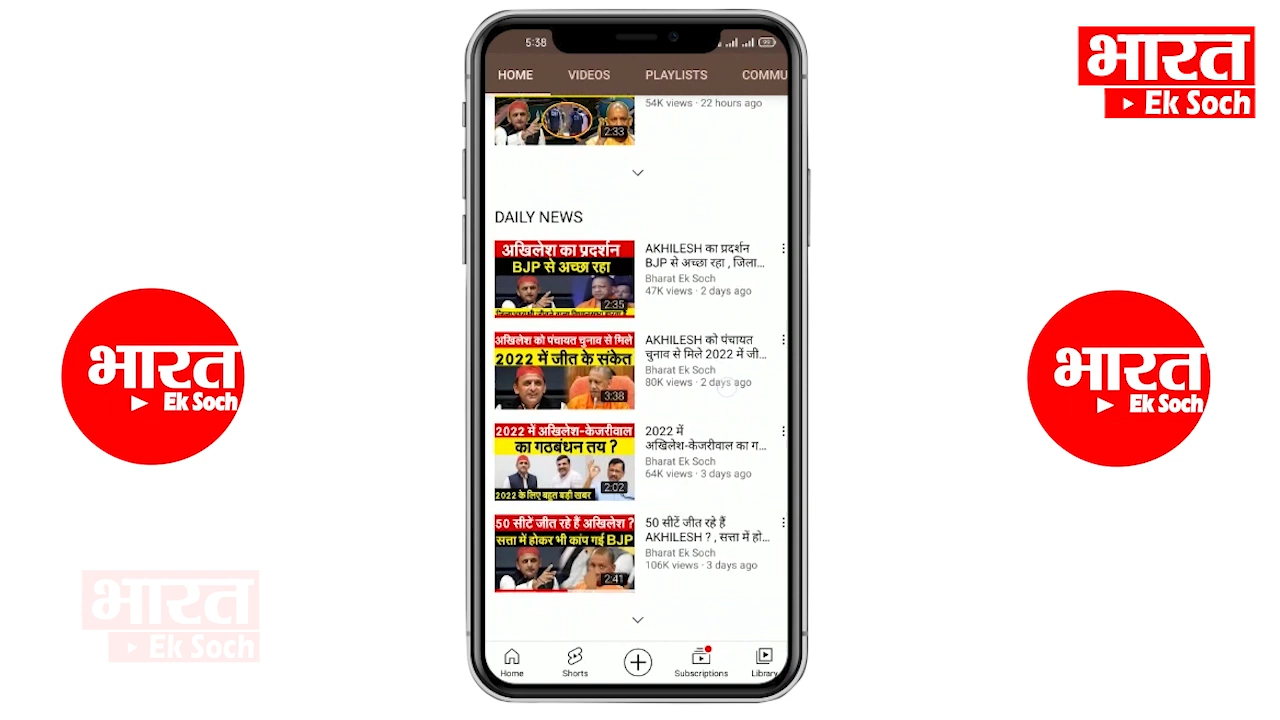 5:38
HOME
VIDEOS
PLAYLISTS
COMMU
54K views · 22 hours ago
2:33
DAILY NEWS
अखिलेश का प्रदर्शन
BJP से अच्छा रहा
2:35
AKHILESH का प्रदर्शन
BJP से अच्छा रहा , जिला...
Bharat Ek Soch
47K views · 2 days ago
अखिलेश को पंचायत चुनाव से मिले
2022 में जीत के संकेत
3:38
AKHILESH को पंचायत
चुनाव से मिले 2022 में जी...
Bharat Ek Soch
80K views · 2 days ago
2022 में अखिलेश-केजरीवाल
का गठबंधन तय ?
2:02
2022 के लिए बहुत बड़ी खबर
2022 में
अखिलेश-केजरीवाल का ग...
Bharat Ek Soch
64K views · 3 days ago
50 सीटें जीत रहे हैं अखिलेश ?
सत्ता में होकर भी कांप गई BJP
2:41
50 सीटें जीत रहे हैं
AKHILESH ? , सत्ता में हो...
Bharat Ek Soch
106K views · 3 days ago
Home
Shorts
Subscriptions
Library
भारत
Ek Soch
भारत
Ek Soch
भारत
Ek Soch
भारत
Ek Soch